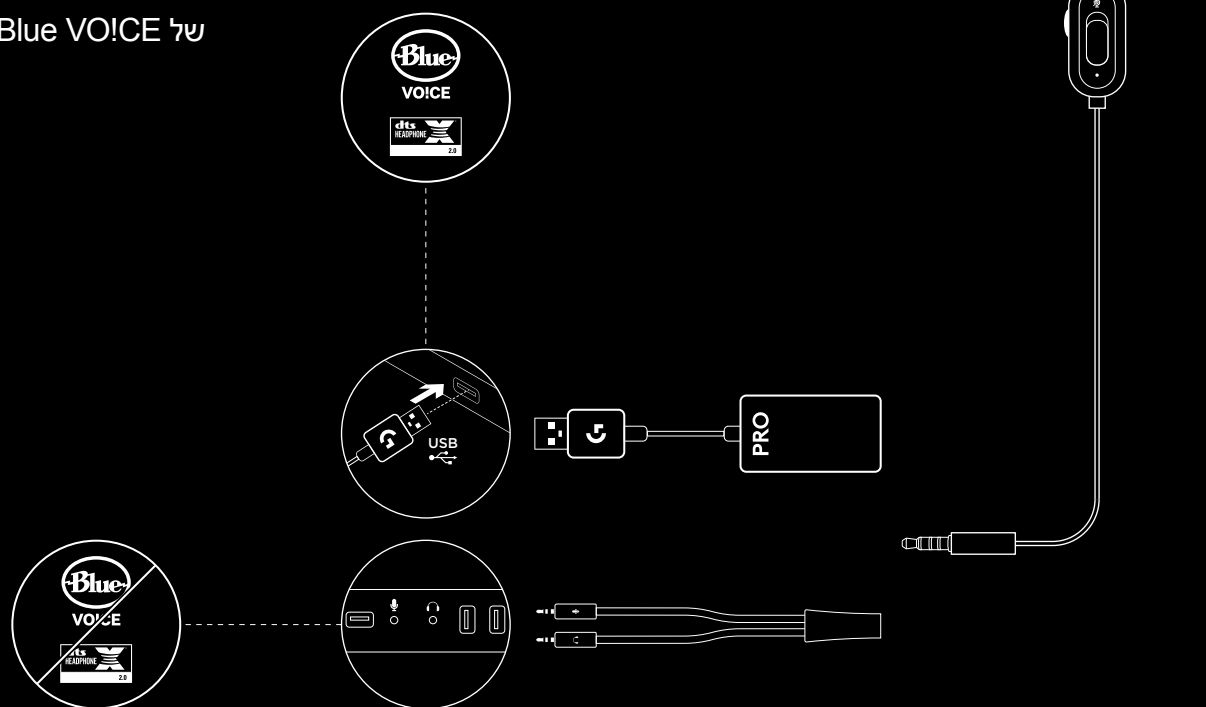 של Blue VO!CE
Blue
VO!CE
dts
HEADPHONE X
2.0
USB
PRO
Blue
VO!CE
dts
HEADPHONE X
2.0